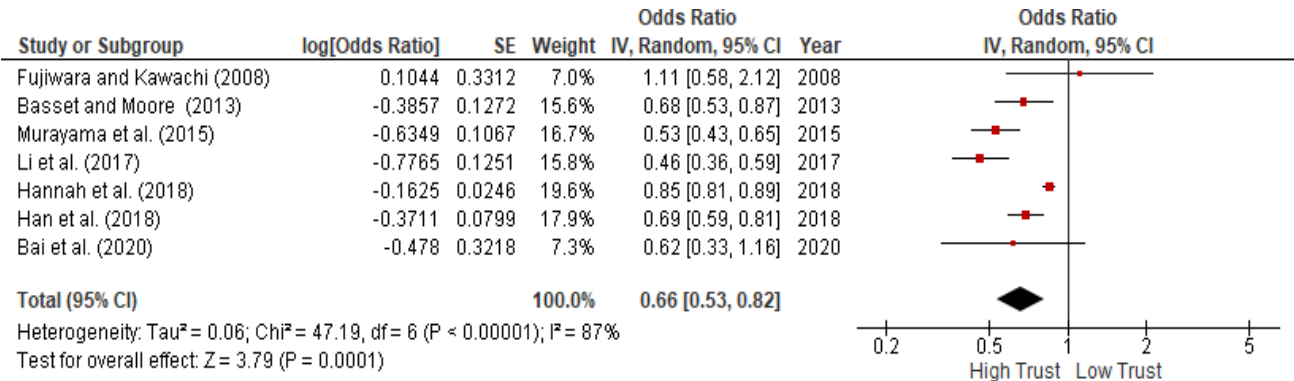 Odds Ratio Odds Ratio
Study or Subgroup log[Odds Ratio] SE Weight IV, Random, 95% CI Year IV, Random, 95% CI
Fujiwara and Kawachi (2008) 0.1044 0.3312 7.0% 1.11 [0.58, 2.12] 2008
Basset and Moore (2013) -0.3857 0.1272 15.6% 0.68 [0.53, 0.87] 2013
Murayama et al. (2015) -0.6349 0.1067 16.7% 0.53 [0.43, 0.65] 2015
Li et al. (2017) -0.7765 0.1251 15.8% 0.46 [0.36, 0.59] 2017
Hannah et al. (2018) -0.1625 0.0246 19.6% 0.85 [0.81, 0.89] 2018
Han et al. (2018) -0.3711 0.0799 17.9% 0.69 [0.59, 0.81] 2018
Bai et al. (2020) -0.478 0.3218 7.3% 0.62 [0.33, 1.16] 2020
Total (95% CI) 100.0% 0.66 [0.53, 0.82]
Heterogeneity: Tau² = 0.06; Chi² = 47.19, df = 6 (P < 0.00001); I² = 87%
Test for overall effect: Z = 3.79 (P = 0.0001)
0.2 0.5 1 2 5
High Trust Low Trust